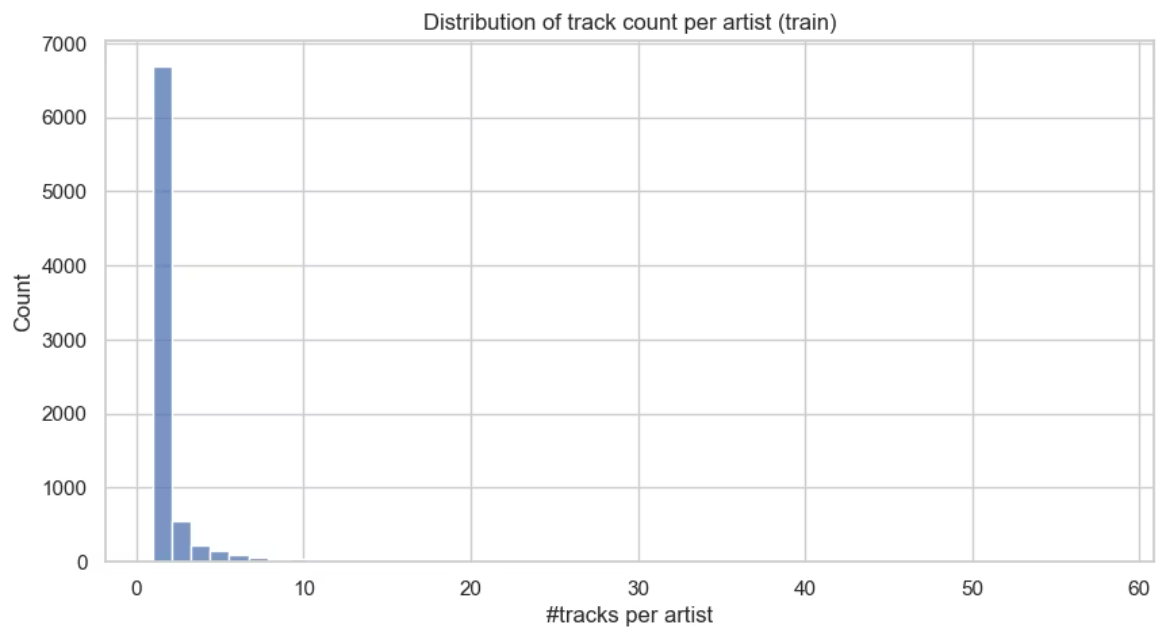 Distribution of track count per artist (train)
7000
6000
5000
4000
3000
2000
1000
0
Count
0 10 20 30 40 50 60
#tracks per artist